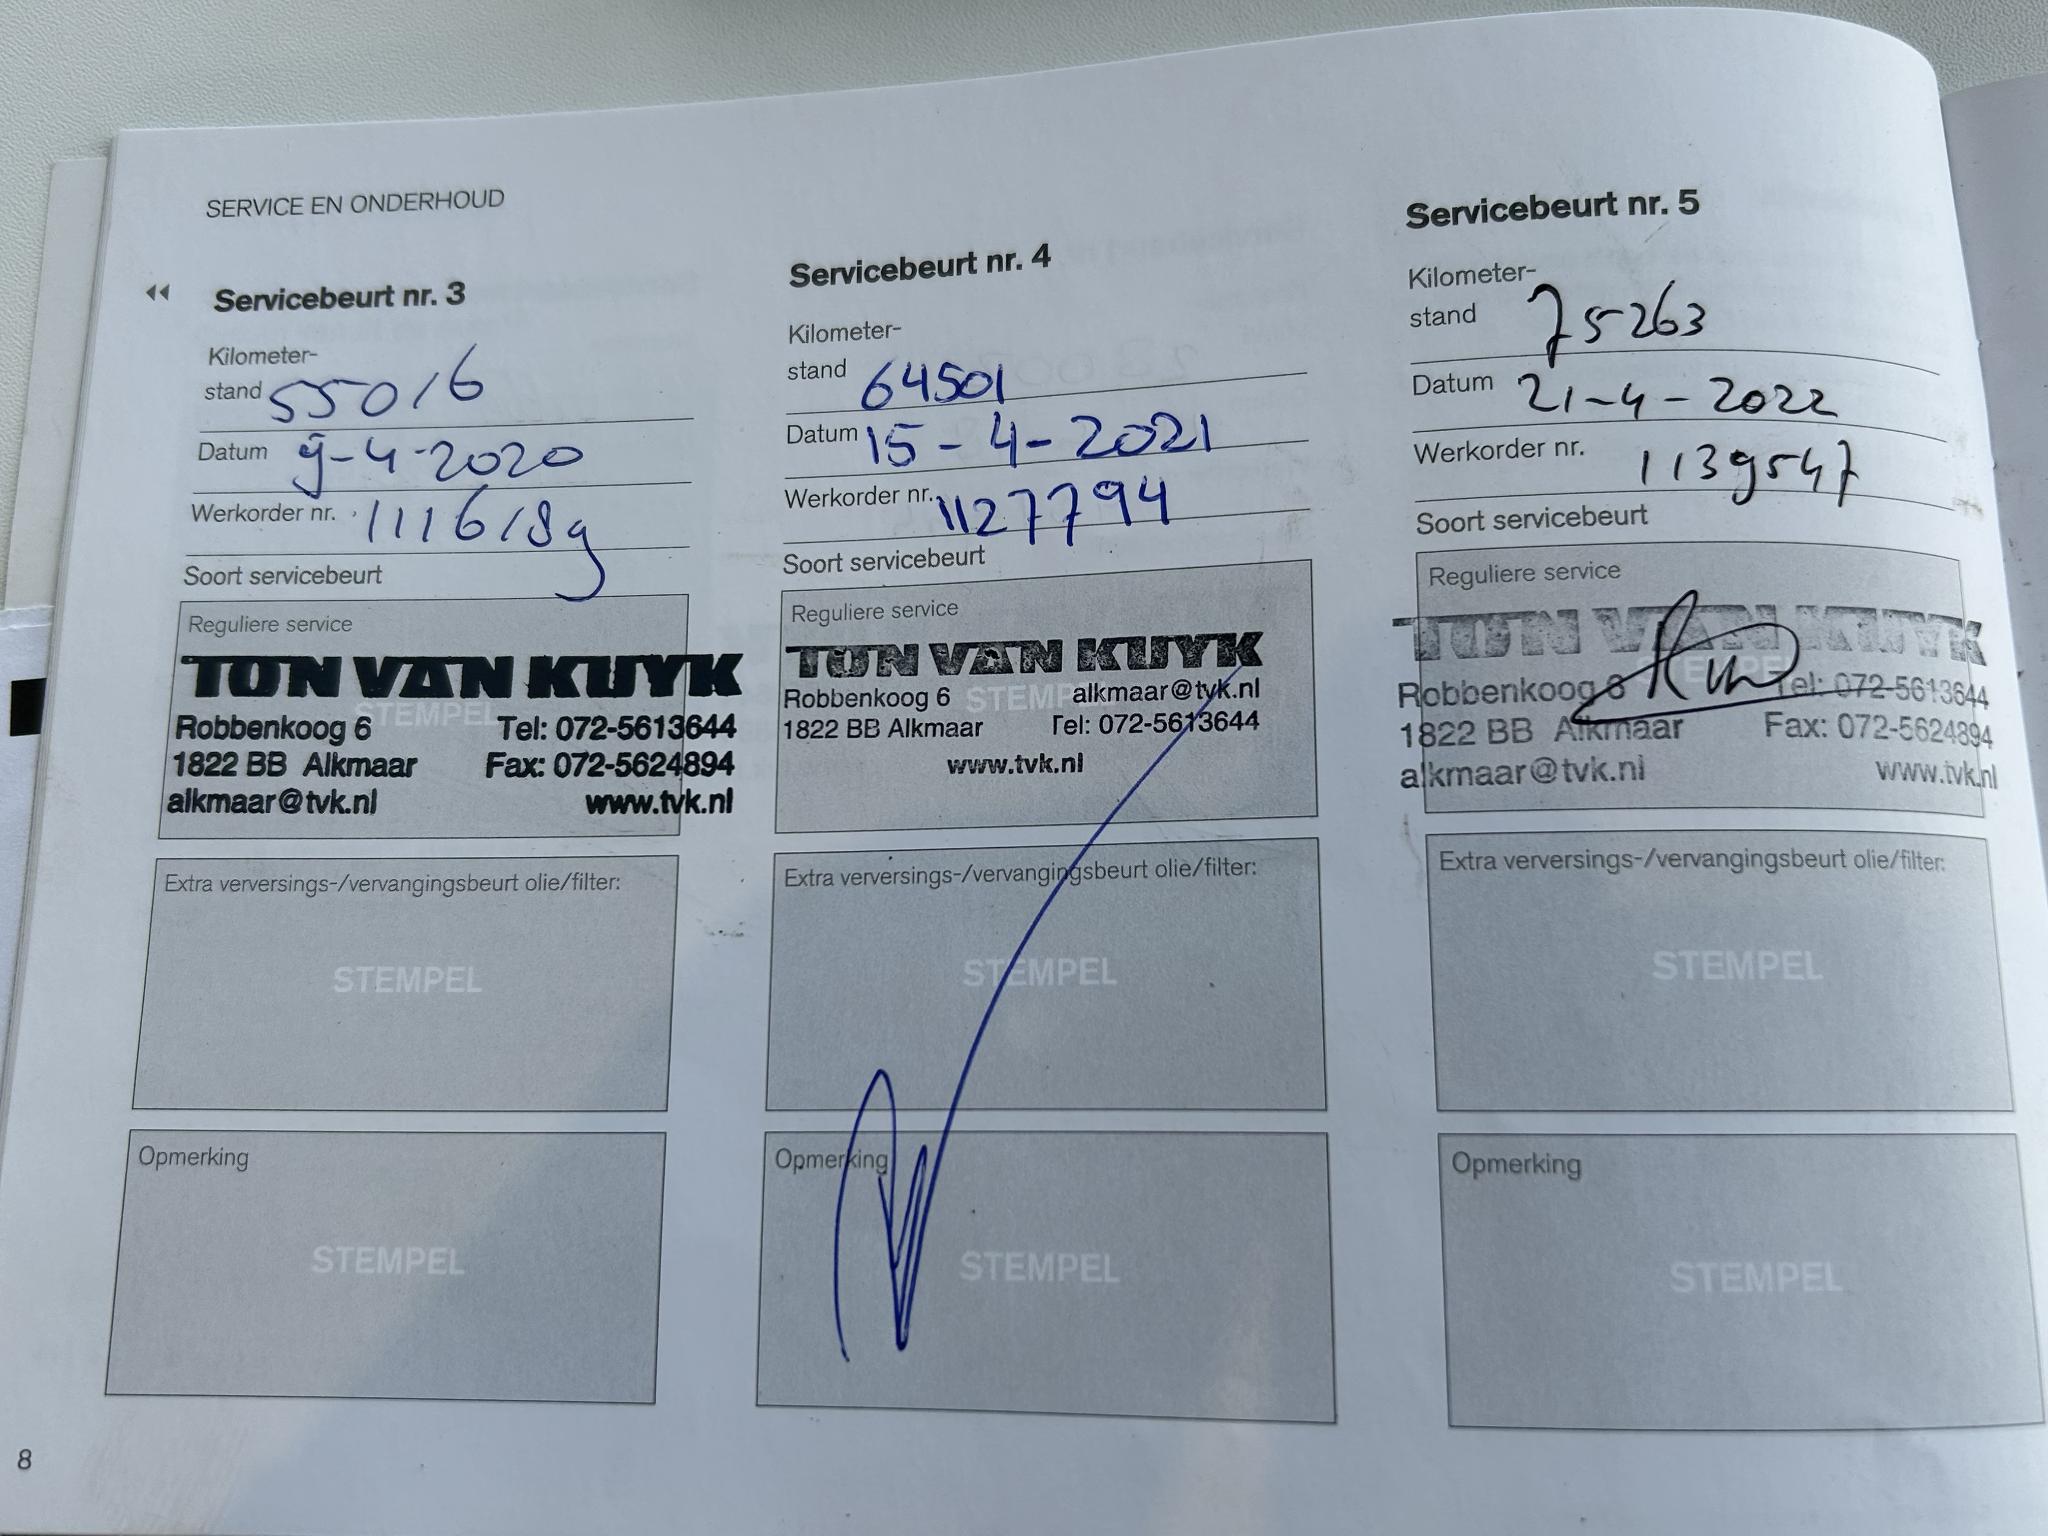 SERVICE EN ONDERHOUD
Servicebeurt nr. 3
Kilometer-
stand 55016
Datum 9-4-2020
Werkorder nr. 1116189
Soort servicebeurt
Reguliere service
STEMPEL
TON VAN KUYK
Robbenkoog 6 Tel: 072-5613644
1822 BB Alkmaar Fax: 072-5624894
alkmaar@tvk.nl www.tvk.nl
Extra verversings-/vervangingsbeurt olie/filter:
STEMPEL
Opmerking
STEMPEL
Servicebeurt nr. 4
Kilometer-
stand 64501
Datum 15-4-2021
Werkorder nr. 1127794
Soort servicebeurt
Reguliere service
STEMPEL
TON VAN KUYK
Robbenkoog 6 alkmaar@tvk.nl
1822 BB Alkmaar Tel: 072-5613644
www.tvk.nl
Extra verversings-/vervangingsbeurt olie/filter:
STEMPEL
Opmerking
STEMPEL
Servicebeurt nr. 5
Kilometer-
stand 75263
Datum 21-4-2022
Werkorder nr. 1139547
Soort servicebeurt
Reguliere service
STEMPEL
TON VAN KUYK
Robbenkoog 6 Tel: 072-5613644
1822 BB Alkmaar Fax: 072-5624894
alkmaar@tvk.nl www.tvk.nl
Extra verversings-/vervangingsbeurt olie/filter:
STEMPEL
Opmerking
STEMPEL
8